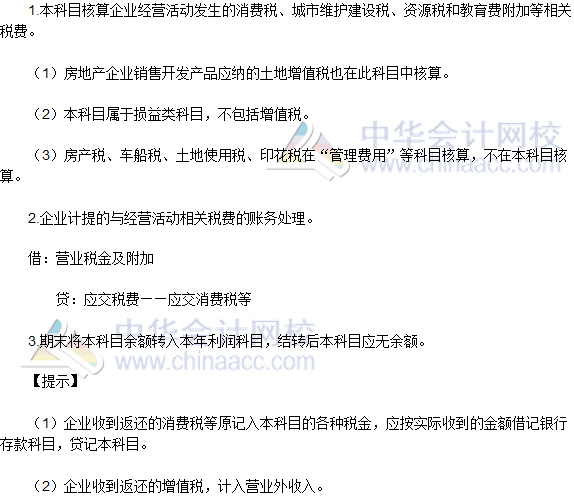 1.本科目核算企业经营活动发生的消费税、城市维护建设税、资源税和教育费附加等相关
税费。
（1）房地产企业销售开发产品应纳的土地增值税也在此科目中核算。
（2）本科目属于损益类科目，不包括增值税。
中华会计网校
www.chinaacc.com
（3）房产税、车船税、土地使用税、印花税在“管理费用”等科目核算，不在本科目核
算。
2.企业计提的与经营活动相关税费的账务处理。
借：营业税金及附加
贷：应交税费——应交消费税等
中华会计网校
www.chinaacc.com
3.期末将本科目余额转入本年利润科目，结转后本科目应无余额。
【提示】
（1）企业收到返还的消费税等原记入本科目的各种税金，应按实际收到的金额借记银行
存款科目，贷记本科目。
（2）企业收到返还的增值税，计入营业外收入。